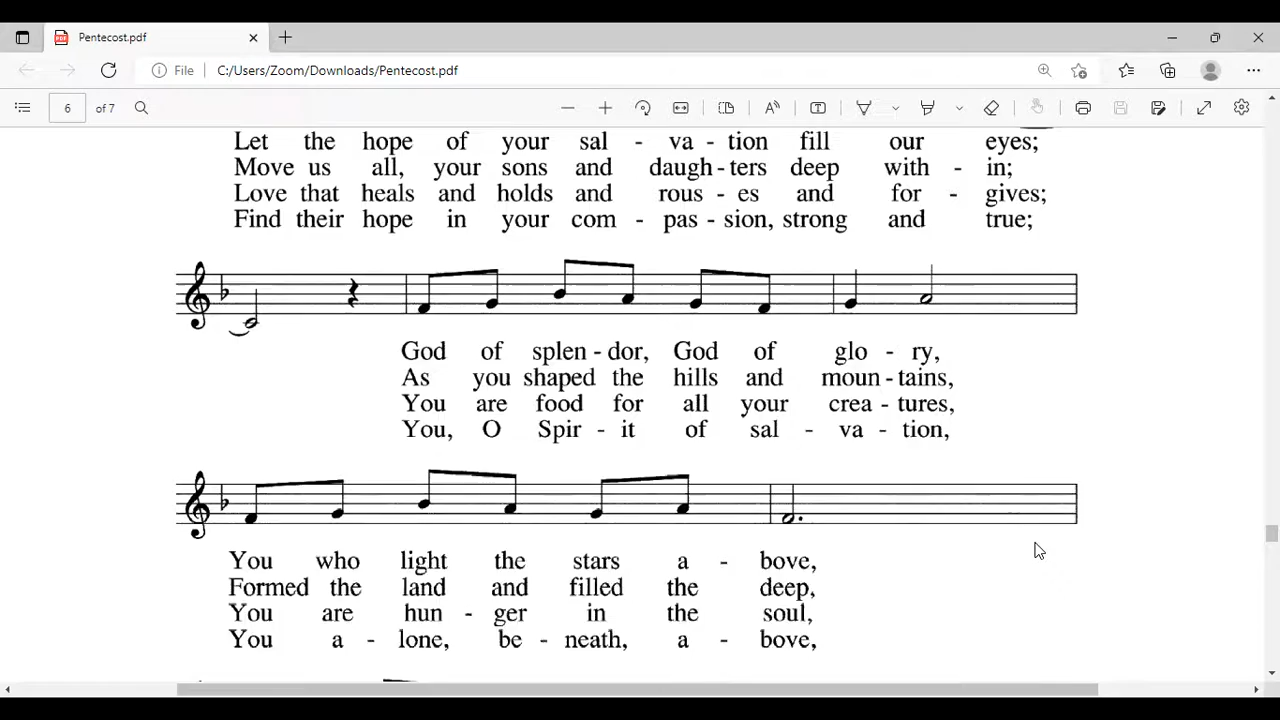 Pentecost.pdf
File C:/Users/Zoom/Downloads/Pentecost.pdf
6 of 7
Let the hope of your sal - va - tion fill our eyes;
Move us all, your sons and daugh - ters deep with - in;
Love that heals and holds and rous - es and for - gives;
Find their hope in your com - pas - sion, strong and true;
God of splen - dor, God of glo - ry,
As you shaped the hills and moun - tains,
You are food for all your crea - tures,
You, O Spir - it of sal - va - tion,
You who light the stars a - bove,
Formed the land and filled the deep,
You are hun - ger in the soul,
You a - lone, be - neath, a - bove,